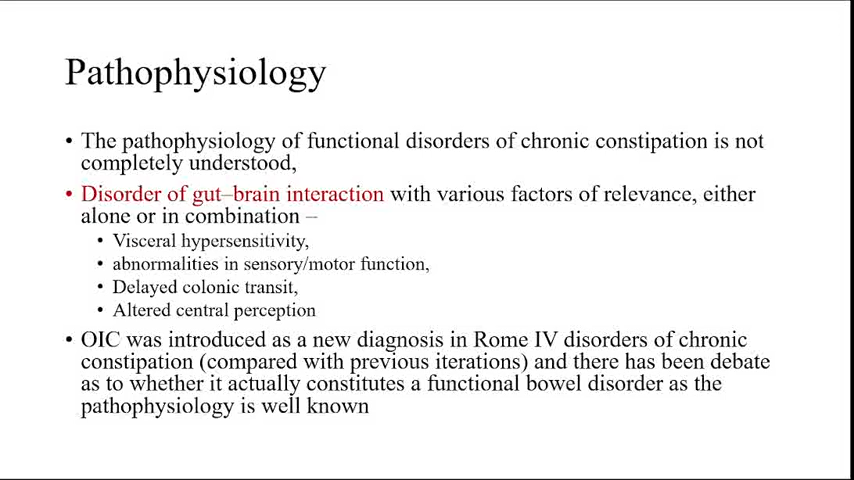 Pathophysiology
• The pathophysiology of functional disorders of chronic constipation is not
completely understood,
• Disorder of gut–brain interaction with various factors of relevance, either
alone or in combination –
• Visceral hypersensitivity,
• abnormalities in sensory/motor function,
• Delayed colonic transit,
• Altered central perception
• OIC was introduced as a new diagnosis in Rome IV disorders of chronic
constipation (compared with previous iterations) and there has been debate
as to whether it actually constitutes a functional bowel disorder as the
pathophysiology is well known